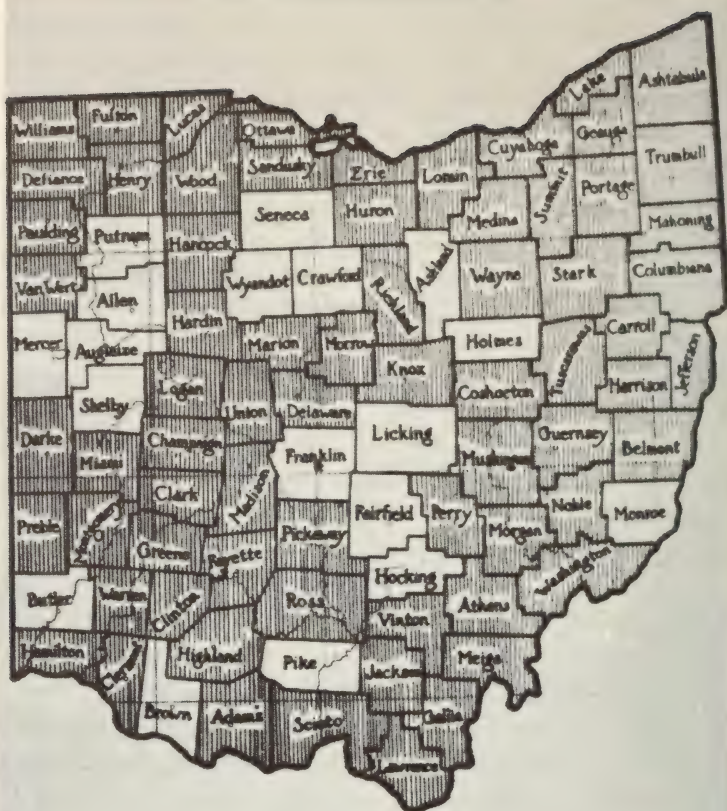 Williams
Fulton
Lucas
Ottawa
Lake
Ashtabula
Cuyahoga
Geauga
Defiance
Henry
Wood
Sandusky
Erie
Lorain
Trumbull
Summit
Portage
Seneca
Huron
Medina
Mahoning
Paulding
Putnam
Hancock
Columbiana
Van Wert
Allen
Wyandot
Crawford
Richland
Ashland
Wayne
Stark
Mercer
Auglaize
Hardin
Marion
Morrow
Holmes
Carroll
Jefferson
Shelby
Logan
Union
Delaware
Knox
Coshocton
Tuscarawas
Harrison
Darke
Miami
Champaign
Licking
Guernsey
Belmont
Franklin
Muskingum
Clark
Madison
Preble
Montgomery
Greene
Fayette
Pickaway
Fairfield
Perry
Morgan
Noble
Monroe
Butler
Warren
Clinton
Ross
Hocking
Athens
Washington
Vinton
Hamilton
Clermont
Highland
Pike
Jackson
Meigs
Brown
Adams
Scioto
Gallia
Lawrence